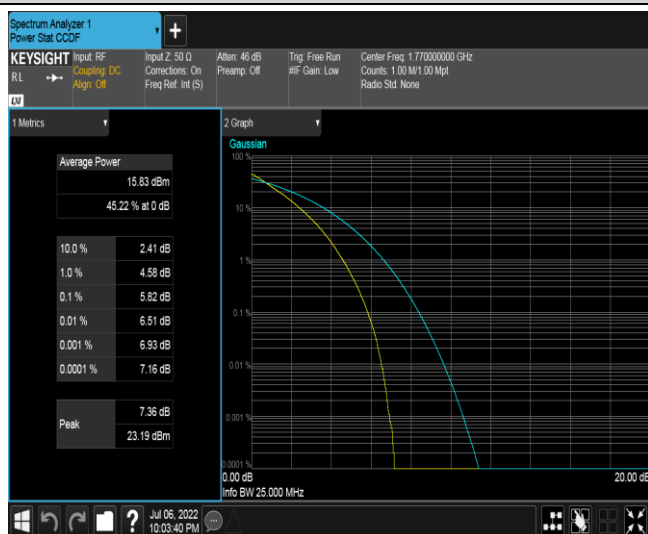 Spectrum Analyzer 1
Power Stat CCDF
+
KEYSIGHT
R L
LXI
Input: RF
Coupling: DC
Align: Off
Input Z: 50 Ω
Corrections: On
Freq Ref: Int (S)
Atten: 46 dB
Preamp: Off
Trig: Free Run
#IF Gain: Low
Center Freq: 1.770000000 GHz
Counts: 1.00 M/1.00 Mpt
Radio Std: None
1 Metrics
Average Power
15.83 dBm
45.22 % at 0 dB
10.0 % 2.41 dB
1.0 % 4.58 dB
0.1 % 5.82 dB
0.01 % 6.51 dB
0.001 % 6.93 dB
0.0001 % 7.16 dB
Peak
7.36 dB
23.19 dBm
2 Graph
Gaussian
100 %
10 %
1 %
0.1 %
0.01 %
0.001 %
0.0001 %
0.00 dB
20.00 dB
Info BW 25.000 MHz
?
Jul 06, 2022
10:03:40 PM